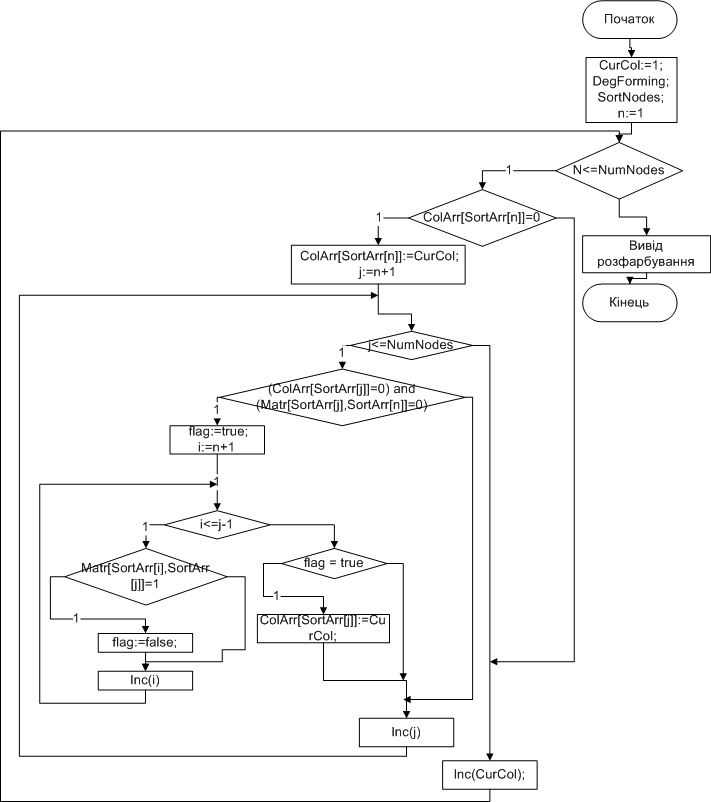 Початок
CurCol:=1;
DegForming;
SortNodes;
n:=1
N<=NumNodes
1
ColArr[SortArr[n]]=0
1
Вивід
розфарбування
ColArr[SortArr[n]]:=CurCol;
j:=n+1
Кінець
j<=NumNodes
1
(ColArr[SortArr[j]]=0) and
(Matr[SortArr[j],SortArr[n]]=0)
1
flag:=true;
i:=n+1
1
i<=j-1
1
Matr[SortArr[i],SortArr
[j]]=1
flag = true
1
1
ColArr[SortArr[j]]:=Cu
rCol;
flag:=false;
Inc(i)
Inc(j)
Inc(CurCol);